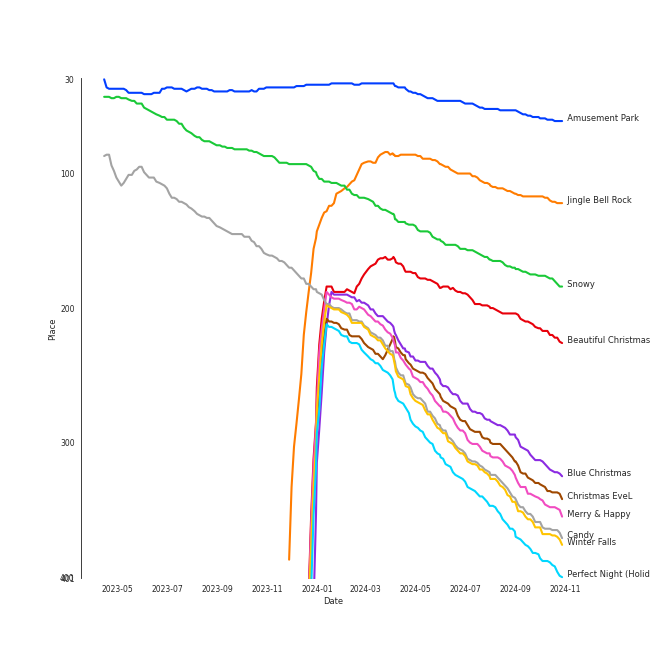 30
100
200
300
400
401
Place
2023-05
2023-07
2023-09
2023-11
2024-01
2024-03
2024-05
2024-07
2024-09
2024-11
Date
Amusement Park
Jingle Bell Rock
Snowy
Beautiful Christmas
Blue Christmas
Christmas EveL
Merry & Happy
Candy
Winter Falls
Perfect Night (Holid